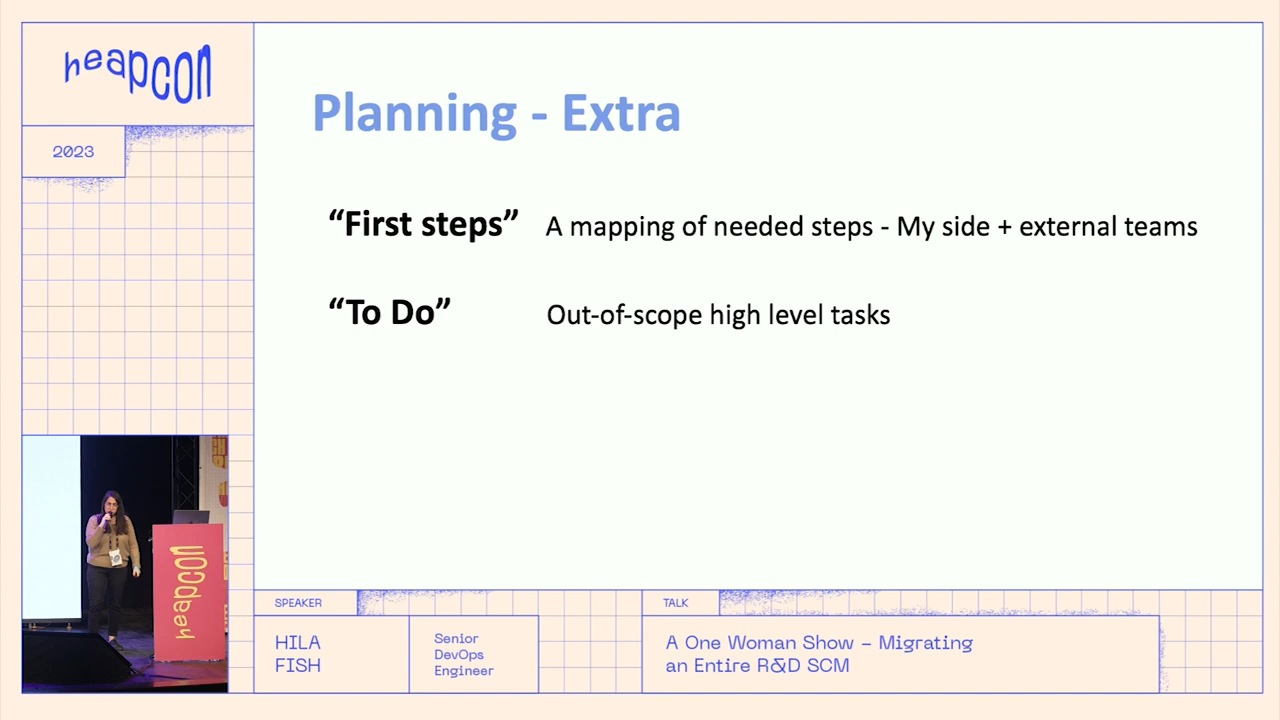 heapcon
2023
Planning - Extra
“First steps” A mapping of needed steps - My side + external teams
“To Do” Out-of-scope high level tasks
heapcon
SPEAKER
HILA
FISH
Senior
DevOps
Engineer
TALK
A One Woman Show – Migrating
an Entire R&D SCM